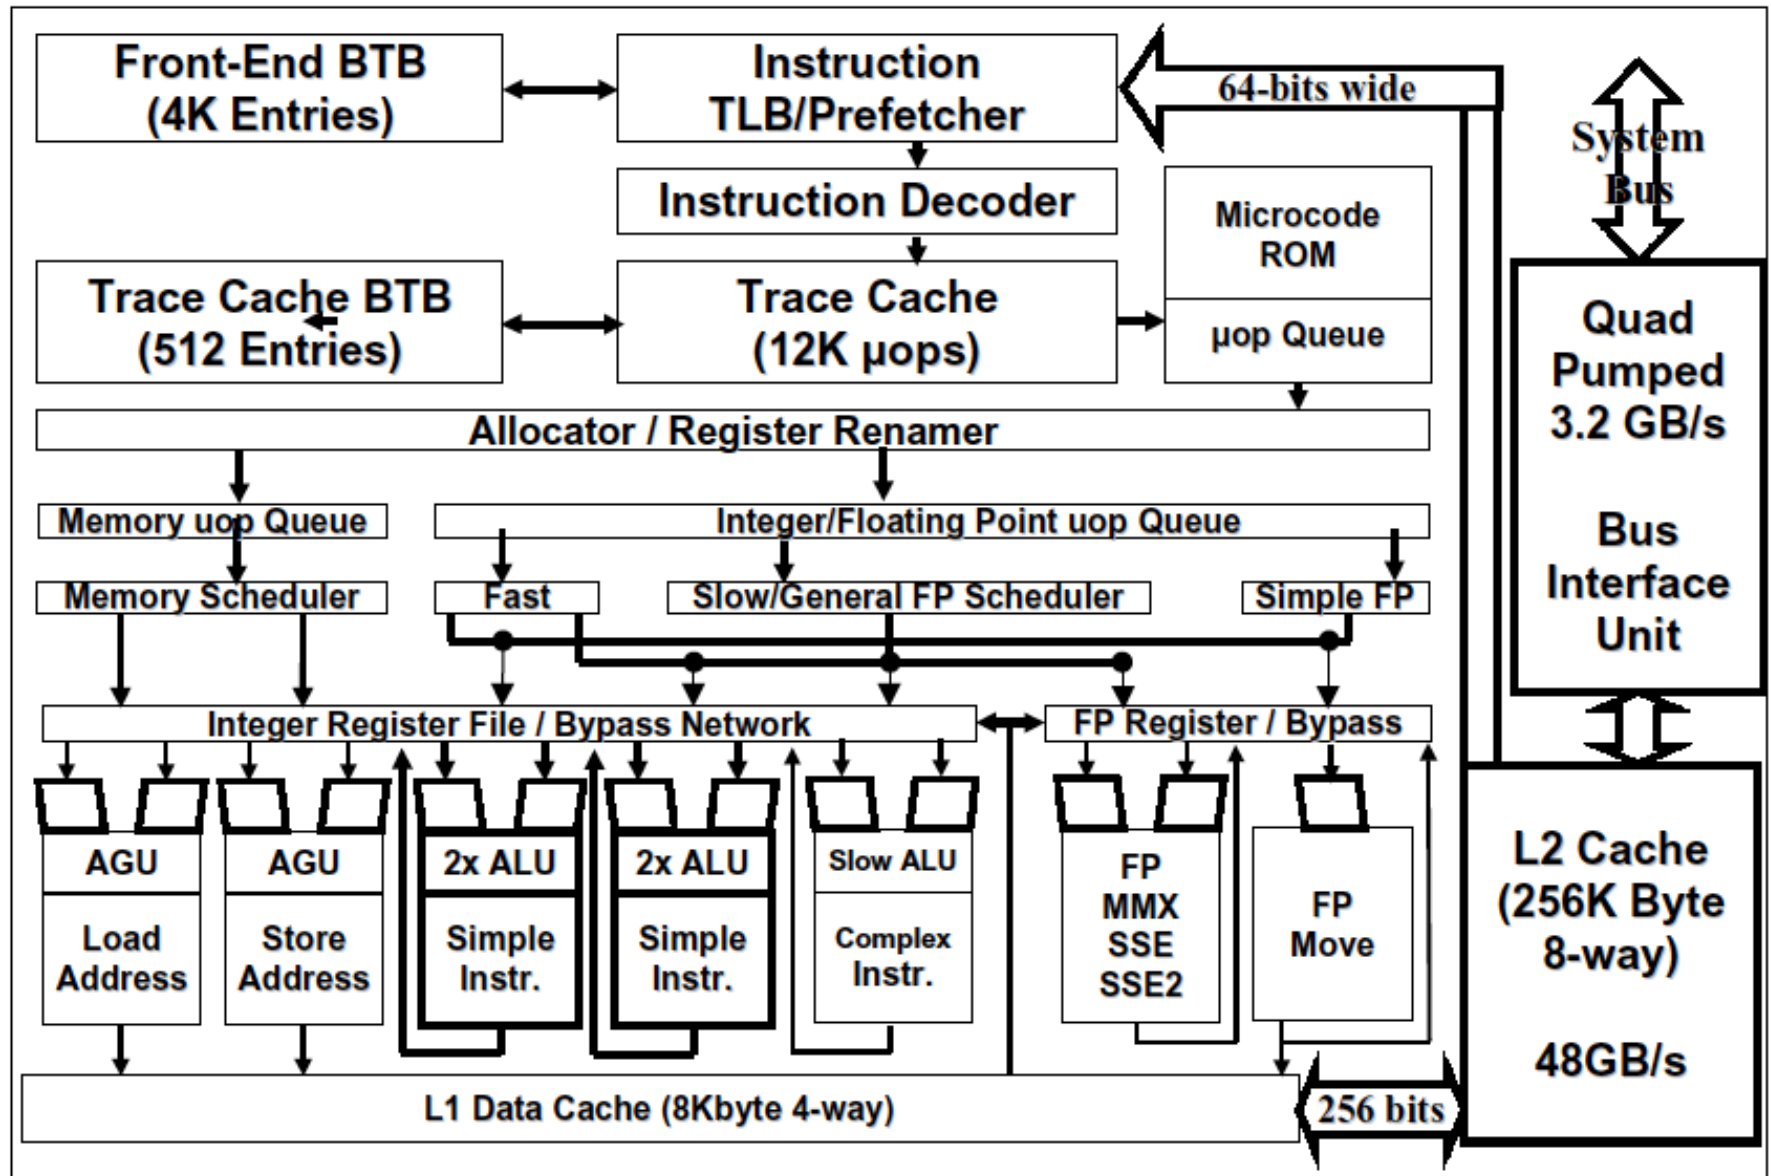 Front-End BTB
(4K Entries)
Instruction
TLB/Prefetcher
64-bits wide
System
Bus
Instruction Decoder
Microcode
ROM
Trace Cache BTB
(512 Entries)
Trace Cache
(12K µops)
µop Queue
Quad
Pumped
3.2 GB/s
Bus
Interface
Unit
Allocator / Register Renamer
Memory uop Queue
Integer/Floating Point uop Queue
Memory Scheduler
Fast
Slow/General FP Scheduler
Simple FP
Integer Register File / Bypass Network
FP Register / Bypass
AGU
Load
Address
AGU
Store
Address
2x ALU
Simple
Instr.
2x ALU
Simple
Instr.
Slow ALU
Complex
Instr.
FP
MMX
SSE
SSE2
FP
Move
L2 Cache
(256K Byte
8-way)
48GB/s
L1 Data Cache (8Kbyte 4-way)
256 bits